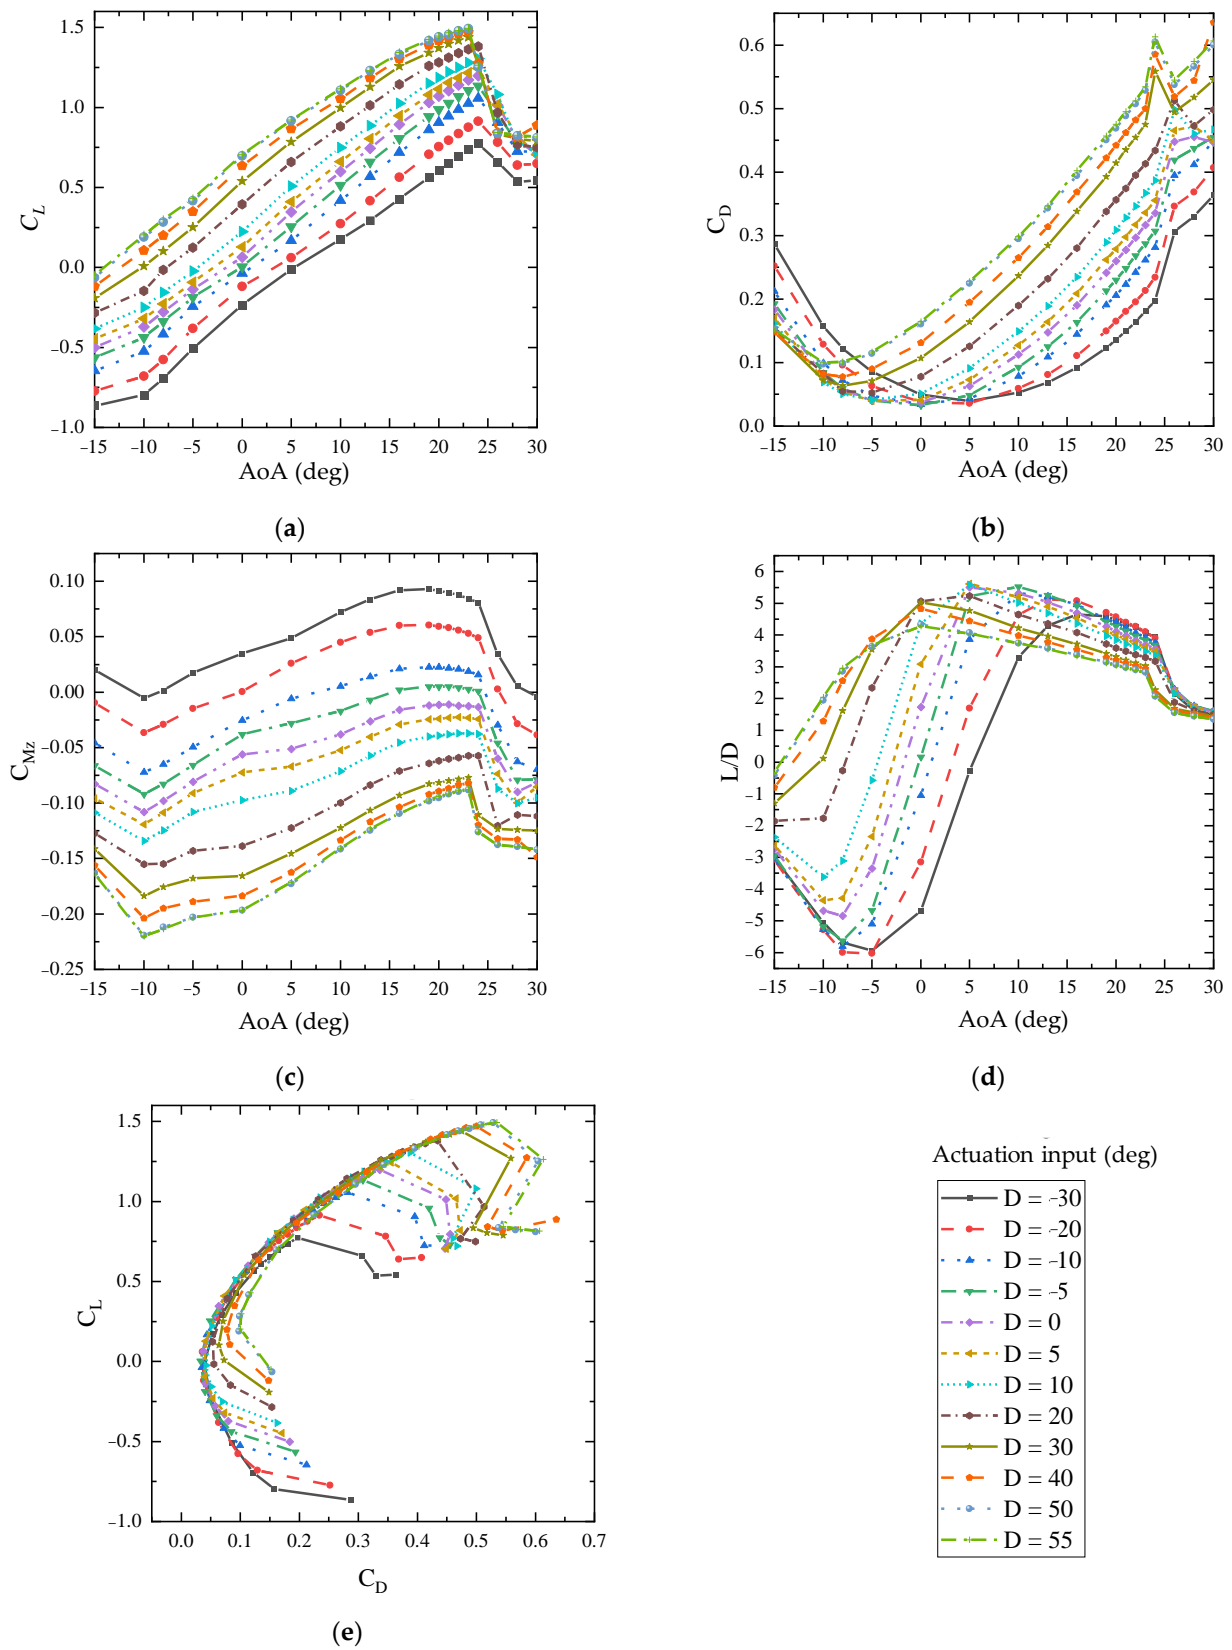 1.5
1.0
0.5
0.0
-0.5
-1.0
C_L
-15 -10 -5 0 5 10 15 20 25 30
AoA (deg)
(a)
0.6
0.5
0.4
0.3
0.2
0.1
0.0
C_D
-15 -10 -5 0 5 10 15 20 25 30
AoA (deg)
(b)
0.10
0.05
0.00
-0.05
-0.10
-0.15
-0.20
-0.25
C_Mz
-15 -10 -5 0 5 10 15 20 25 30
AoA (deg)
(c)
6
5
4
3
2
1
0
-1
-2
-3
-4
-5
-6
L/D
-15 -10 -5 0 5 10 15 20 25 30
AoA (deg)
(d)
1.5
1.0
0.5
0.0
-0.5
-1.0
C_L
0.0 0.1 0.2 0.3 0.4 0.5 0.6 0.7
C_D
(e)
Actuation input (deg)
D = -30
D = -20
D = -10
D = -5
D = 0
D = 5
D = 10
D = 20
D = 30
D = 40
D = 50
D = 55